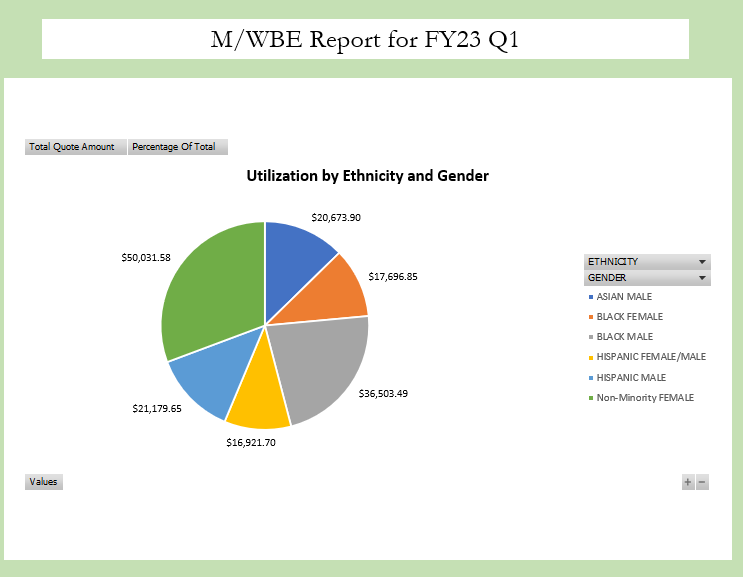 M/WBE Report for FY23 Q1
Total Quote Amount Percentage Of Total
Utilization by Ethnicity and Gender
$20,673.90
$50,031.58
$17,696.85
$36,503.49
$21,179.65
$16,921.70
ETHNICITY
GENDER
ASIAN MALE
BLACK FEMALE
BLACK MALE
HISPANIC FEMALE/MALE
HISPANIC MALE
Non-Minority FEMALE
Values
+ −